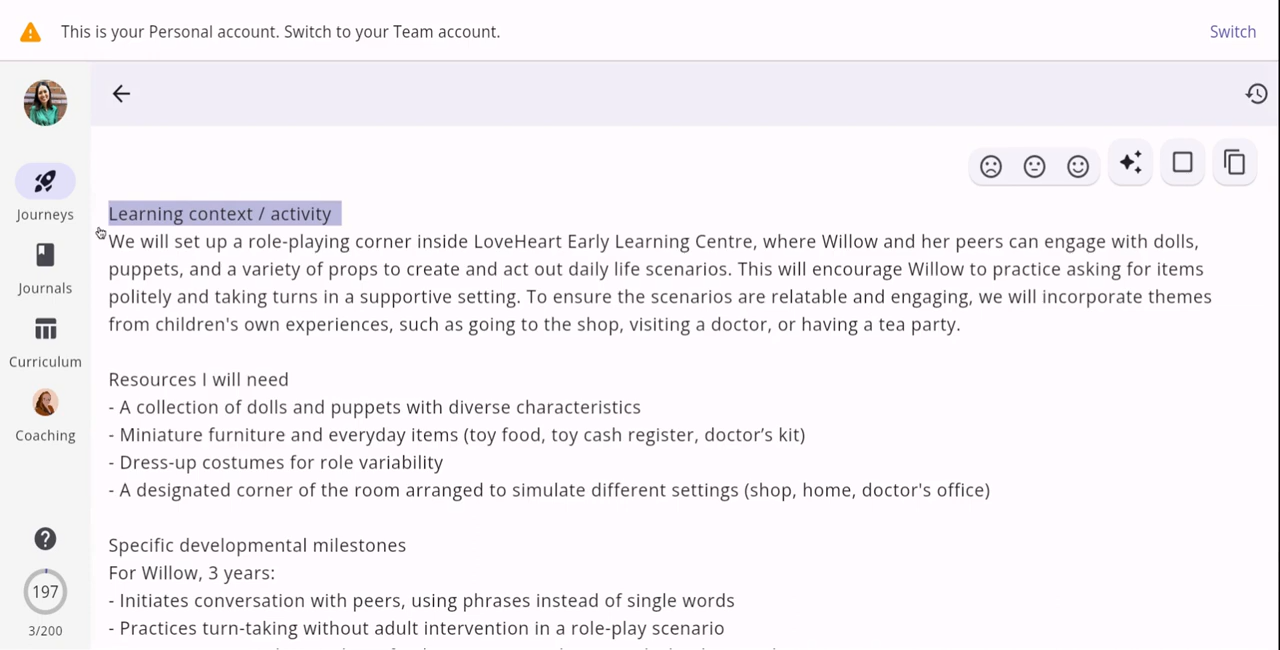 This is your Personal account. Switch to your Team account.
Switch
Journeys
Journals
Curriculum
Coaching
197
3/200
Learning context / activity
We will set up a role-playing corner inside LoveHeart Early Learning Centre, where Willow and her peers can engage with dolls,
puppets, and a variety of props to create and act out daily life scenarios. This will encourage Willow to practice asking for items
politely and taking turns in a supportive setting. To ensure the scenarios are relatable and engaging, we will incorporate themes
from children's own experiences, such as going to the shop, visiting a doctor, or having a tea party.
Resources I will need
- A collection of dolls and puppets with diverse characteristics
- Miniature furniture and everyday items (toy food, toy cash register, doctor’s kit)
- Dress-up costumes for role variability
- A designated corner of the room arranged to simulate different settings (shop, home, doctor's office)
Specific developmental milestones
For Willow, 3 years:
- Initiates conversation with peers, using phrases instead of single words
- Practices turn-taking without adult intervention in a role-play scenario